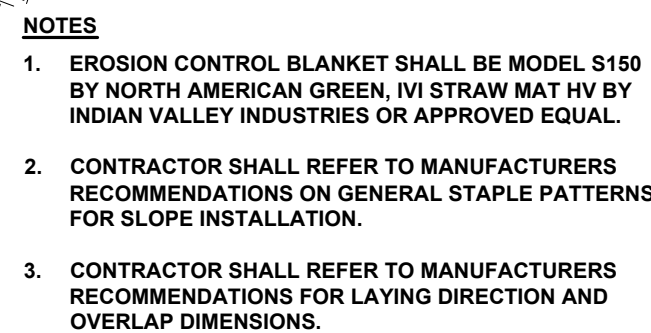 NOTES
1. EROSION CONTROL BLANKET SHALL BE MODEL S150
BY NORTH AMERICAN GREEN, IVI STRAW MAT HV BY
INDIAN VALLEY INDUSTRIES OR APPROVED EQUAL.
2. CONTRACTOR SHALL REFER TO MANUFACTURERS
RECOMMENDATIONS ON GENERAL STAPLE PATTERNS
FOR SLOPE INSTALLATION.
3. CONTRACTOR SHALL REFER TO MANUFACTURERS
RECOMMENDATIONS FOR LAYING DIRECTION AND
OVERLAP DIMENSIONS.